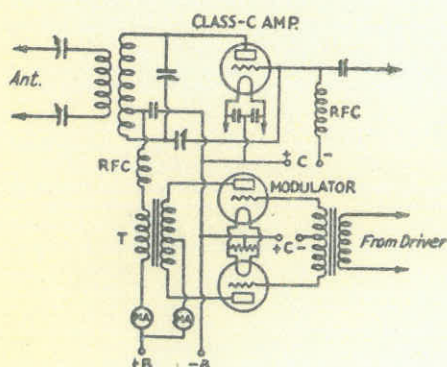 CLASS-C AMP.
Ant.
RFC
+ C -
RFC
MODULATOR
T
+C-
From Driver
MA MA
+B -B